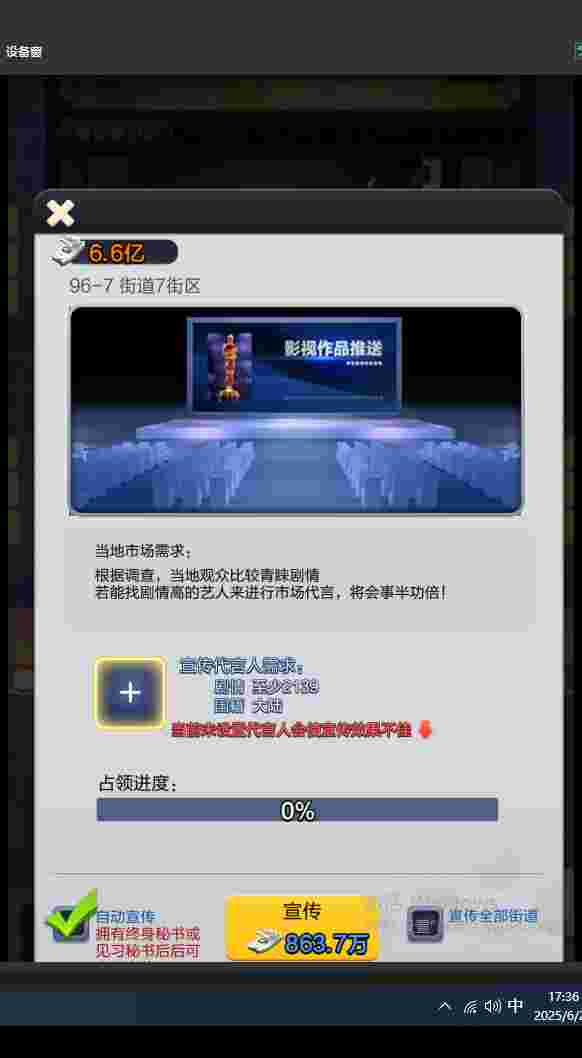 设备窗
6.6亿
96-7 街道7街区
影视作品推送
当地市场需求：
根据调查，当地观众比较青睐剧情
若能找剧情高的艺人来进行市场代言，将会事半功倍！
宣传代言人需求：
剧情 至少2139
国籍 大陆
当前未设置代言人会使宣传效果不佳
占领进度：
0%
自动宣传
拥有终身秘书或
见习秘书后后可
宣传
863.7万
宣传全部街道
Windows
中
17:36
2025/6/2